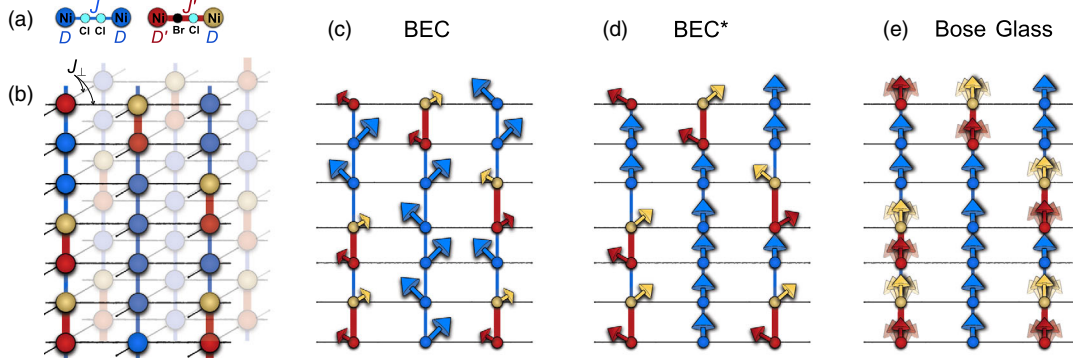 (a) J J'
Ni Ni Ni Ni
Cl Cl Br Cl
D D D' D
(b) J⊥
(c) BEC
(d) BEC*
(e) Bose Glass